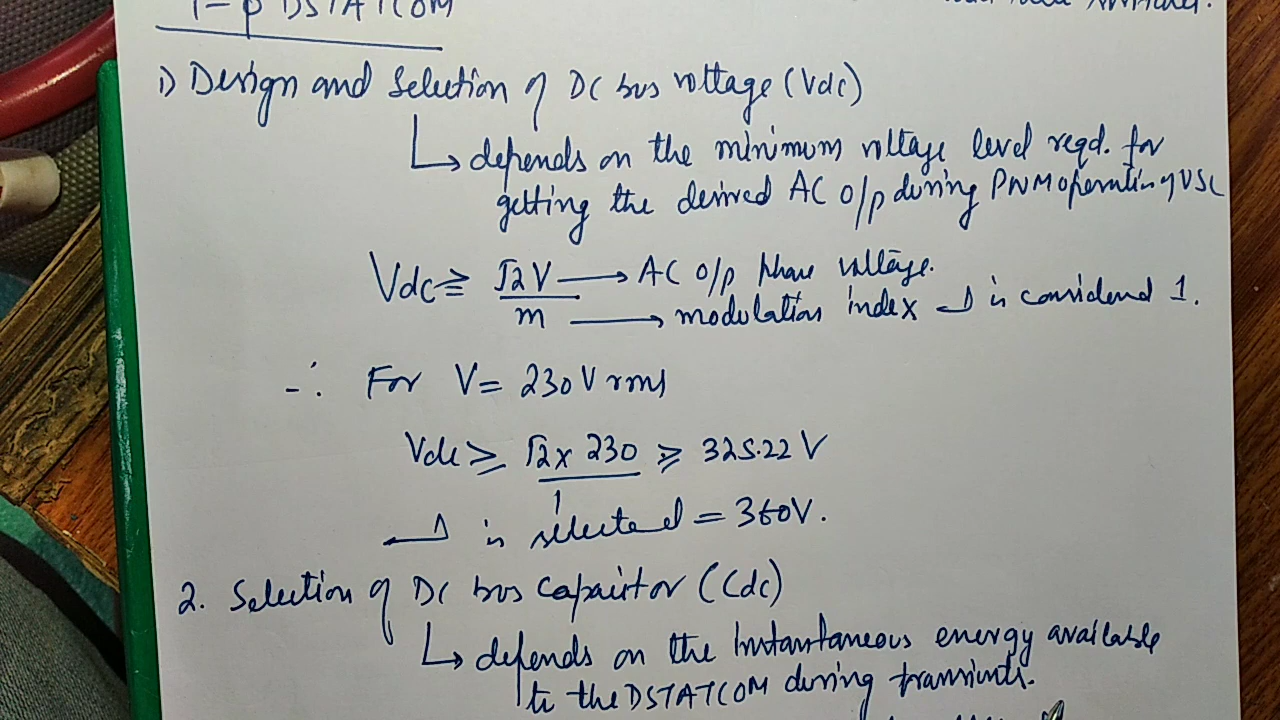 1-φ DSTATCOM
1) Design and Selection of DC bus voltage (Vdc)
↳ depends on the minimum voltage level reqd. for
getting the desired AC o/p during PWM operation of VSC
Vdc ≥ √2 V → AC o/p phase voltage.
m → modulation index → is considered 1.
∴ For V = 230 V rms
Vdc ≥ √2 x 230 ≥ 325.22 V
1
is selected = 360V.
2. Selection of DC bus Capacitor (Cdc)
↳ depends on the Instantaneous energy available
to the DSTATCOM during transients.